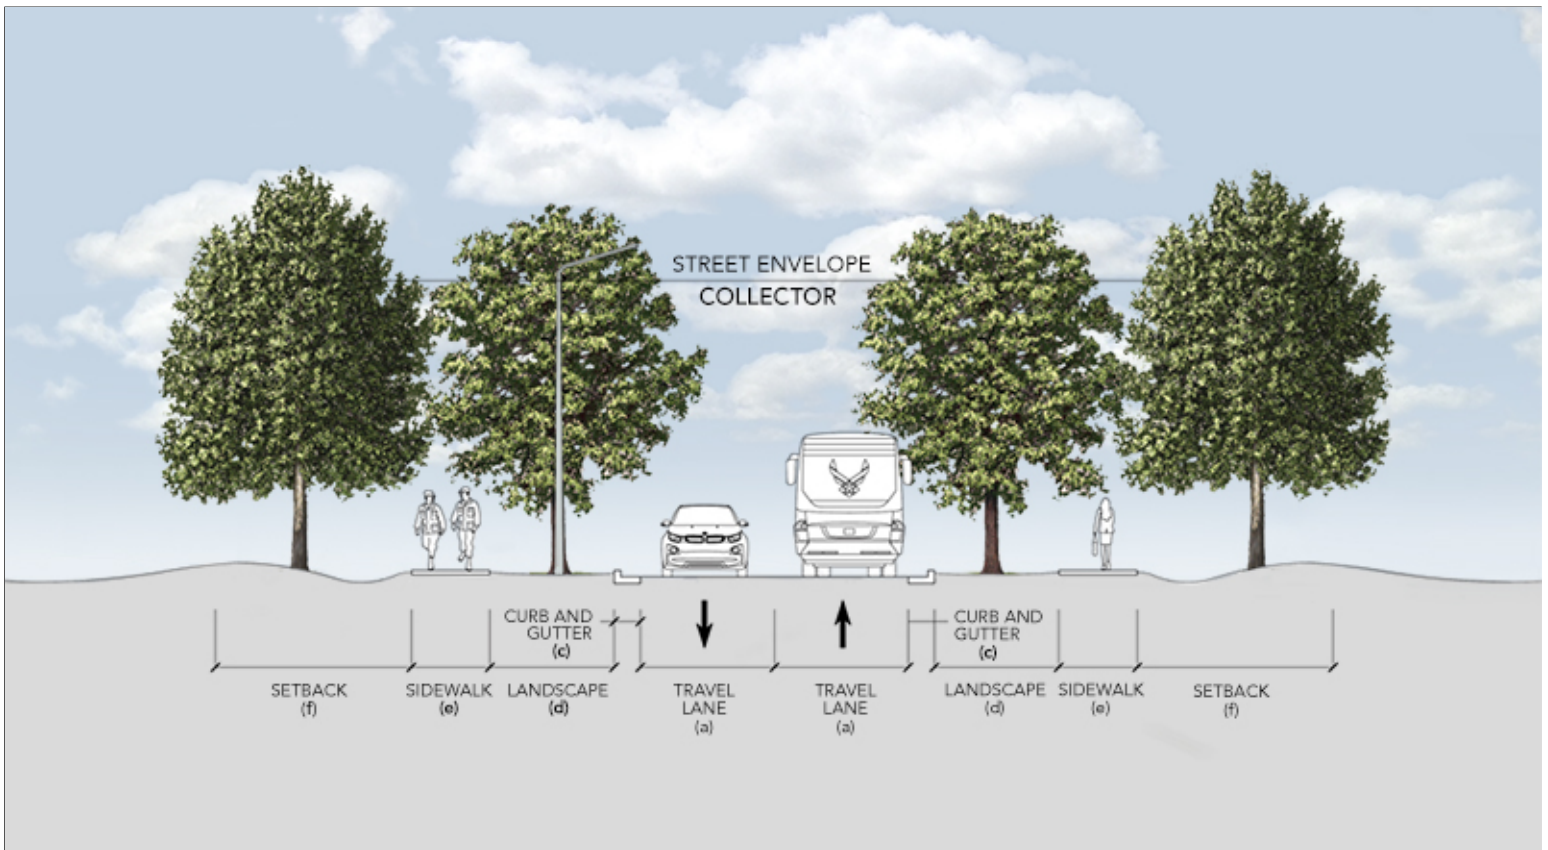 STREET ENVELOPE
COLLECTOR
CURB AND
GUTTER
(c)
CURB AND
GUTTER
(c)
SETBACK
(f)
SIDEWALK
(e)
LANDSCAPE
(d)
TRAVEL
LANE
(a)
TRAVEL
LANE
(a)
LANDSCAPE
(d)
SIDEWALK
(e)
SETBACK
(f)